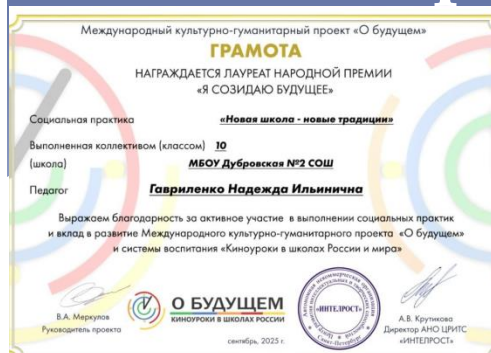 Международный культурно-гуманитарный проект «О будущем»
ГРАМОТА
НАГРАЖДАЕТСЯ ЛАУРЕАТ НАРОДНОЙ ПРЕМИИ
«Я СОЗИДАЮ БУДУЩЕЕ»
Социальная практика «Новая школа - новые традиции»
Выполненная коллективом (классом) 10
(школа) МБОУ Дубровская №2 СОШ
Педагог Гавриленко Надежда Ильинична
Выражаем благодарность за активное участие в выполнении социальных практик
и вклад в развитие Международного культурно-гуманитарного проекта «О будущем»
и системы воспитания «Киноуроки в школах России и мира»
В.А. Меркулов
Руководитель проекта
О БУДУЩЕМ
КИНОУРОКИ В ШКОЛАХ РОССИИ
сентябрь, 2025 г.
«ИНТЕЛРОСТ»
Санкт-Петербург
А.В. Крутикова
Директор АНО ЦРИТС
«ИНТЕЛРОСТ»